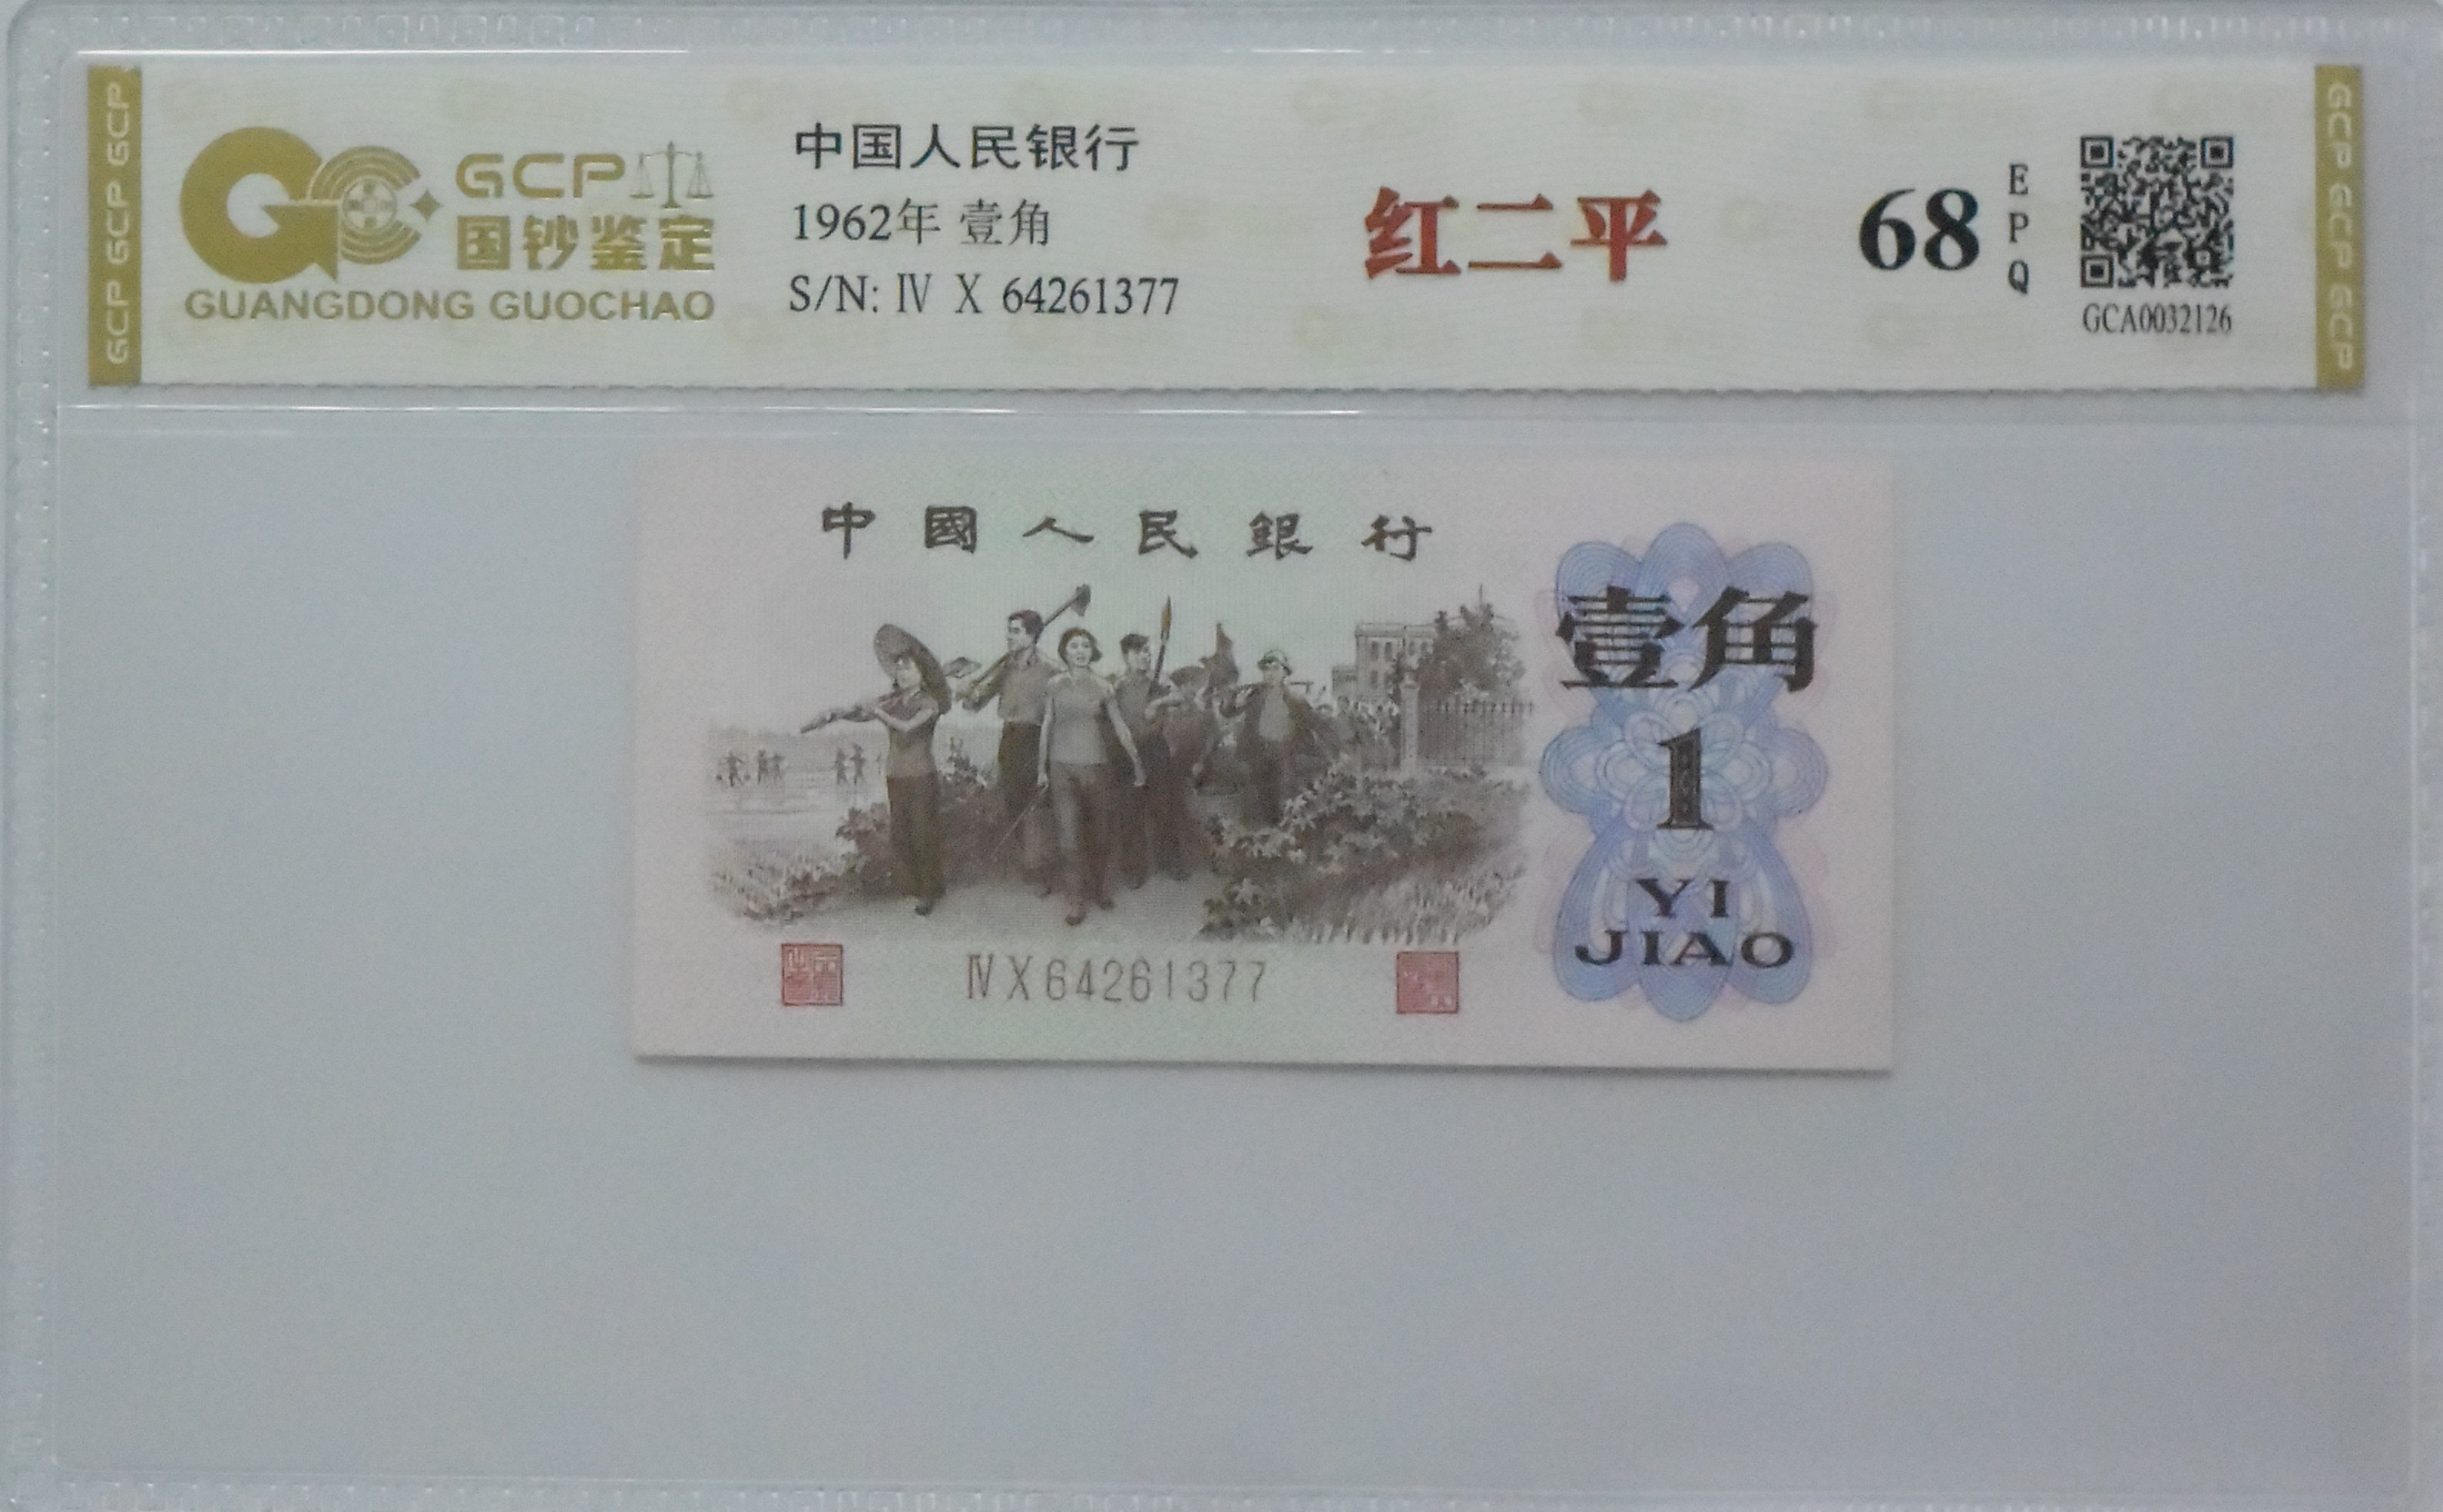 GCP GCP GCP
GCP
国钞鉴定
GUANGDONG GUOCHAO
中国人民银行
1962年 壹角
S/N: Ⅳ X 64261377
红二平
68
EPQ
GCA0032126
GCP GCP GCP
中國人民銀行
壹角
1
YI
JIAO
ⅣX64261377